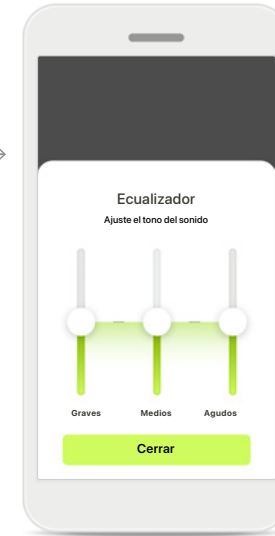 Ecualizador
Ajuste el tono del sonido
Graves Medios Agudos
Cerrar